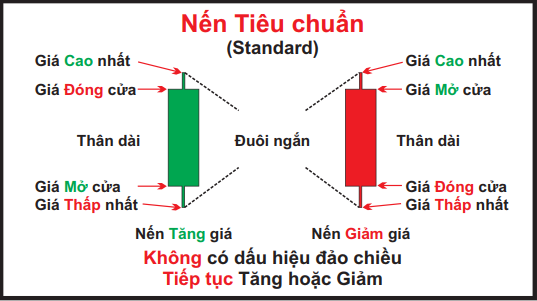 Nến Tiêu chuẩn
(Standard)
Giá Cao nhất
Giá Đóng cửa
Thân dài
Giá Mở cửa
Giá Thấp nhất
Nến Tăng giá
Đuôi ngắn
Giá Cao nhất
Giá Mở cửa
Thân dài
Giá Đóng cửa
Giá Thấp nhất
Nến Giảm giá
Không có dấu hiệu đảo chiều
Tiếp tục Tăng hoặc Giảm